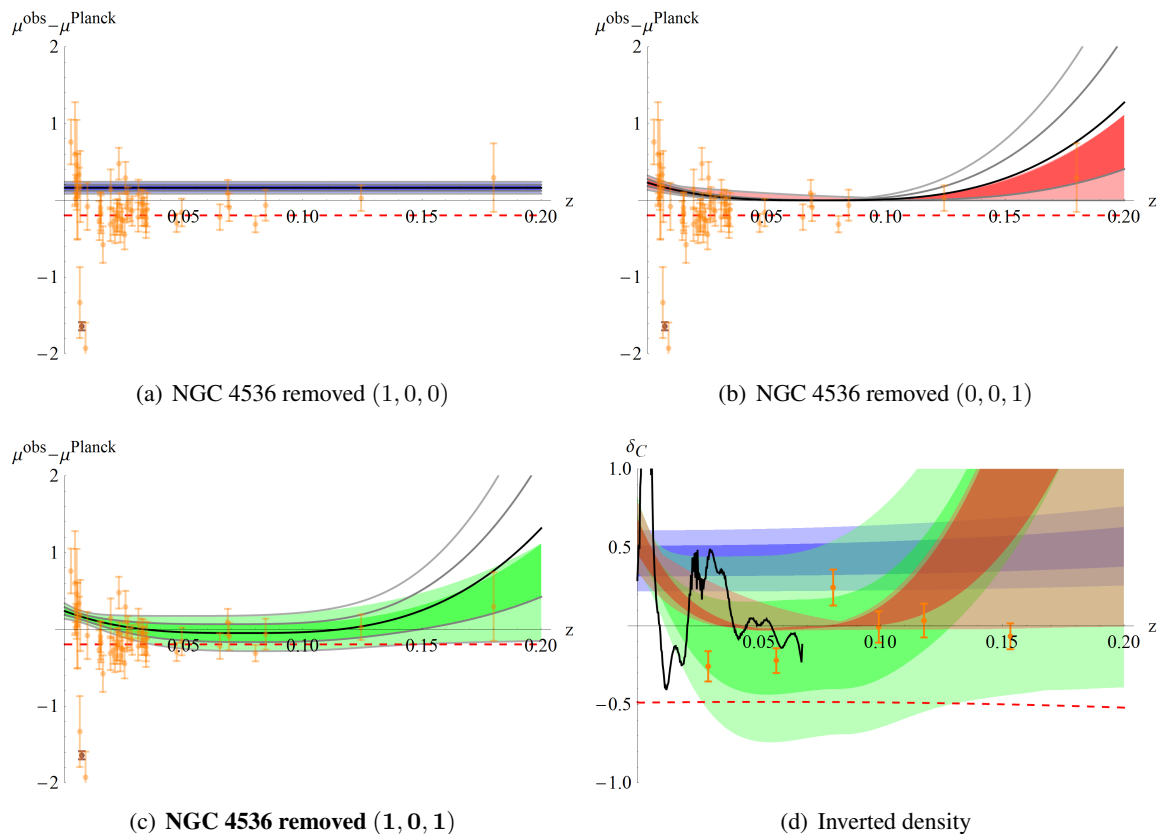 μ^obs−μ^Planck
2
1
0.05 0.10 0.15 0.20 z
−1
−2
(a) NGC 4536 removed (1, 0, 0)
μ^obs−μ^Planck
2
1
0.05 0.10 0.15 0.20 z
−1
−2
(b) NGC 4536 removed (0, 0, 1)
μ^obs−μ^Planck
2
1
0.05 0.10 0.15 0.20 z
−1
−2
(c) NGC 4536 removed (1, 0, 1)
δ_C
1.0
0.5
0.05 0.10 0.15 0.20 z
−0.5
−1.0
(d) Inverted density